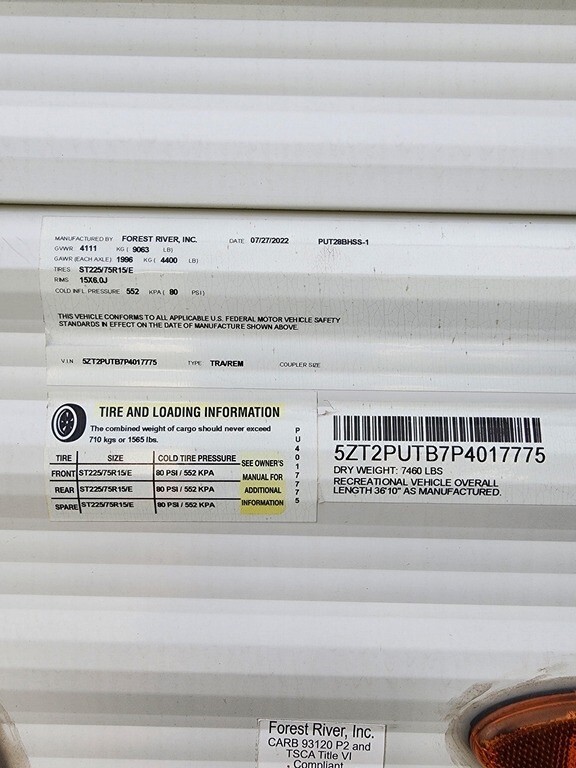 MANUFACTURED BY FOREST RIVER, INC. DATE 07/27/2022 PUT28BHSS-1
GVWR 4111 KG ( 9063 LB)
GAWR (EACH AXLE) 1996 KG ( 4400 LB)
TIRES ST225/75R15/E
RIMS 15X6.0J
COLD INFL. PRESSURE 552 KPA ( 80 PSI)
THIS VEHICLE CONFORMS TO ALL APPLICABLE U.S. FEDERAL MOTOR VEHICLE SAFETY
STANDARDS IN EFFECT ON THE DATE OF MANUFACTURE SHOWN ABOVE.
V.I.N. 5ZT2PUTB7P4017775 TYPE TRA/REM COUPLER SIZE
TIRE AND LOADING INFORMATION
The combined weight of cargo should never exceed
710 kgs or 1565 lbs.
TIRE SIZE COLD TIRE PRESSURE
FRONT ST225/75R15/E 80 PSI / 552 KPA
REAR ST225/75R15/E 80 PSI / 552 KPA
SPARE ST225/75R15/E 80 PSI / 552 KPA
SEE OWNER'S
MANUAL FOR
ADDITIONAL
INFORMATION
PU4017775
5ZT2PUTB7P4017775
DRY WEIGHT: 7460 LBS
RECREATIONAL VEHICLE OVERALL
LENGTH 36'10" AS MANUFACTURED.
Forest River, Inc.
CARB 93120 P2 and
TSCA Title VI
Compliant